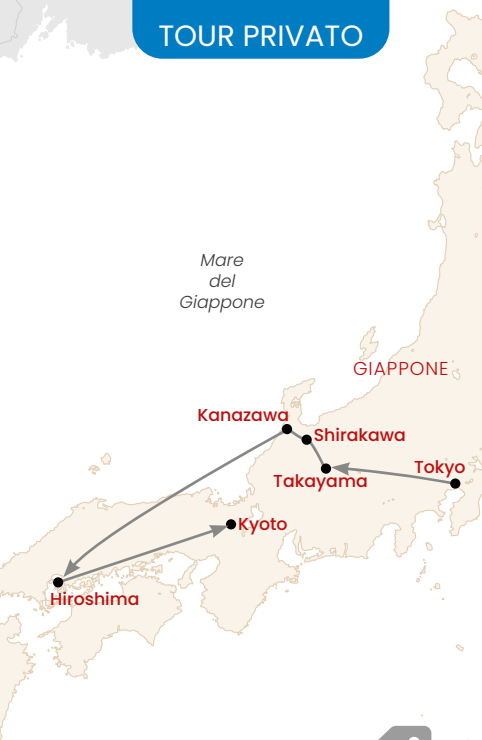 TOUR PRIVATO
Mare
del
Giappone
GIAPPONE
Kanazawa
Shirakawa
Tokyo
Takayama
Kyoto
Hiroshima